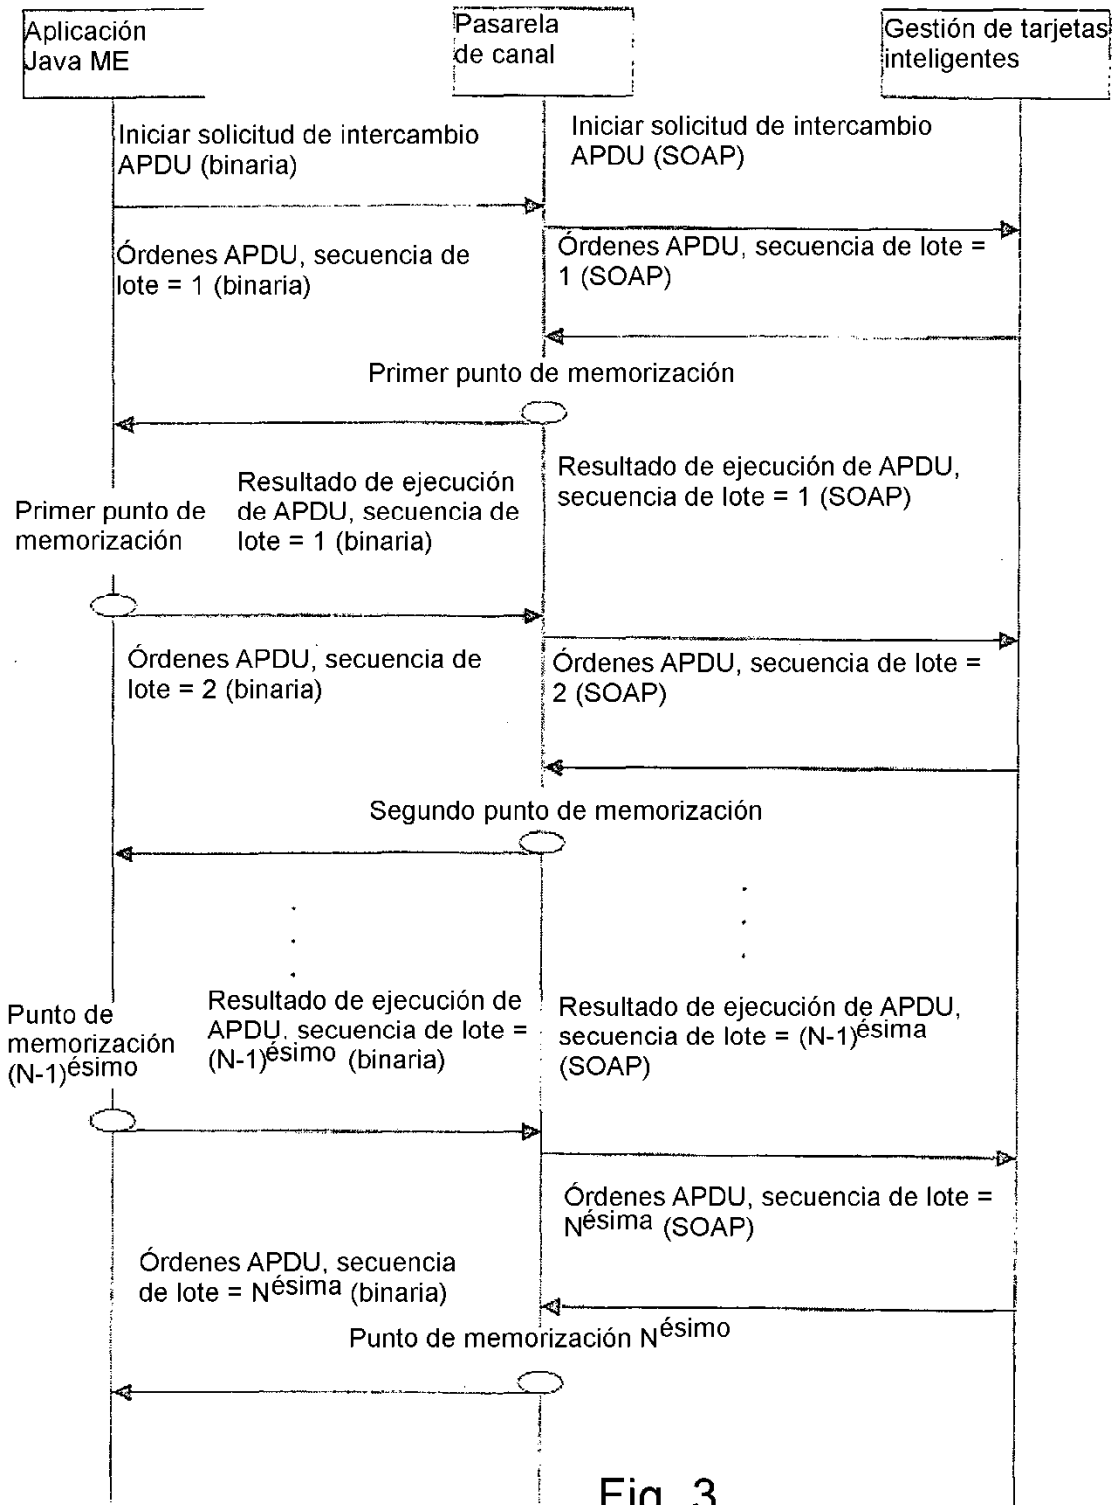 Aplicación
Java ME
Pasarela
de canal
Gestión de tarjetas
inteligentes
Iniciar solicitud de intercambio
APDU (binaria)
Iniciar solicitud de intercambio
APDU (SOAP)
Órdenes APDU, secuencia de
lote = 1 (binaria)
Órdenes APDU, secuencia de lote =
1 (SOAP)
Primer punto de memorización
Primer punto de
memorización
Resultado de ejecución
de APDU, secuencia de
lote = 1 (binaria)
Resultado de ejecución de APDU,
secuencia de lote = 1 (SOAP)
Órdenes APDU, secuencia de
lote = 2 (binaria)
Órdenes APDU, secuencia de lote =
2 (SOAP)
Segundo punto de memorización
Punto de
memorización
(N-1)ésimo
Resultado de ejecución de
APDU, secuencia de lote =
(N-1)ésimo (binaria)
Resultado de ejecución de APDU,
secuencia de lote = (N-1)ésima
(SOAP)
Órdenes APDU, secuencia de lote =
Nésima (SOAP)
Órdenes APDU, secuencia
de lote = Nésima (binaria)
Punto de memorización Nésimo
Fig. 3